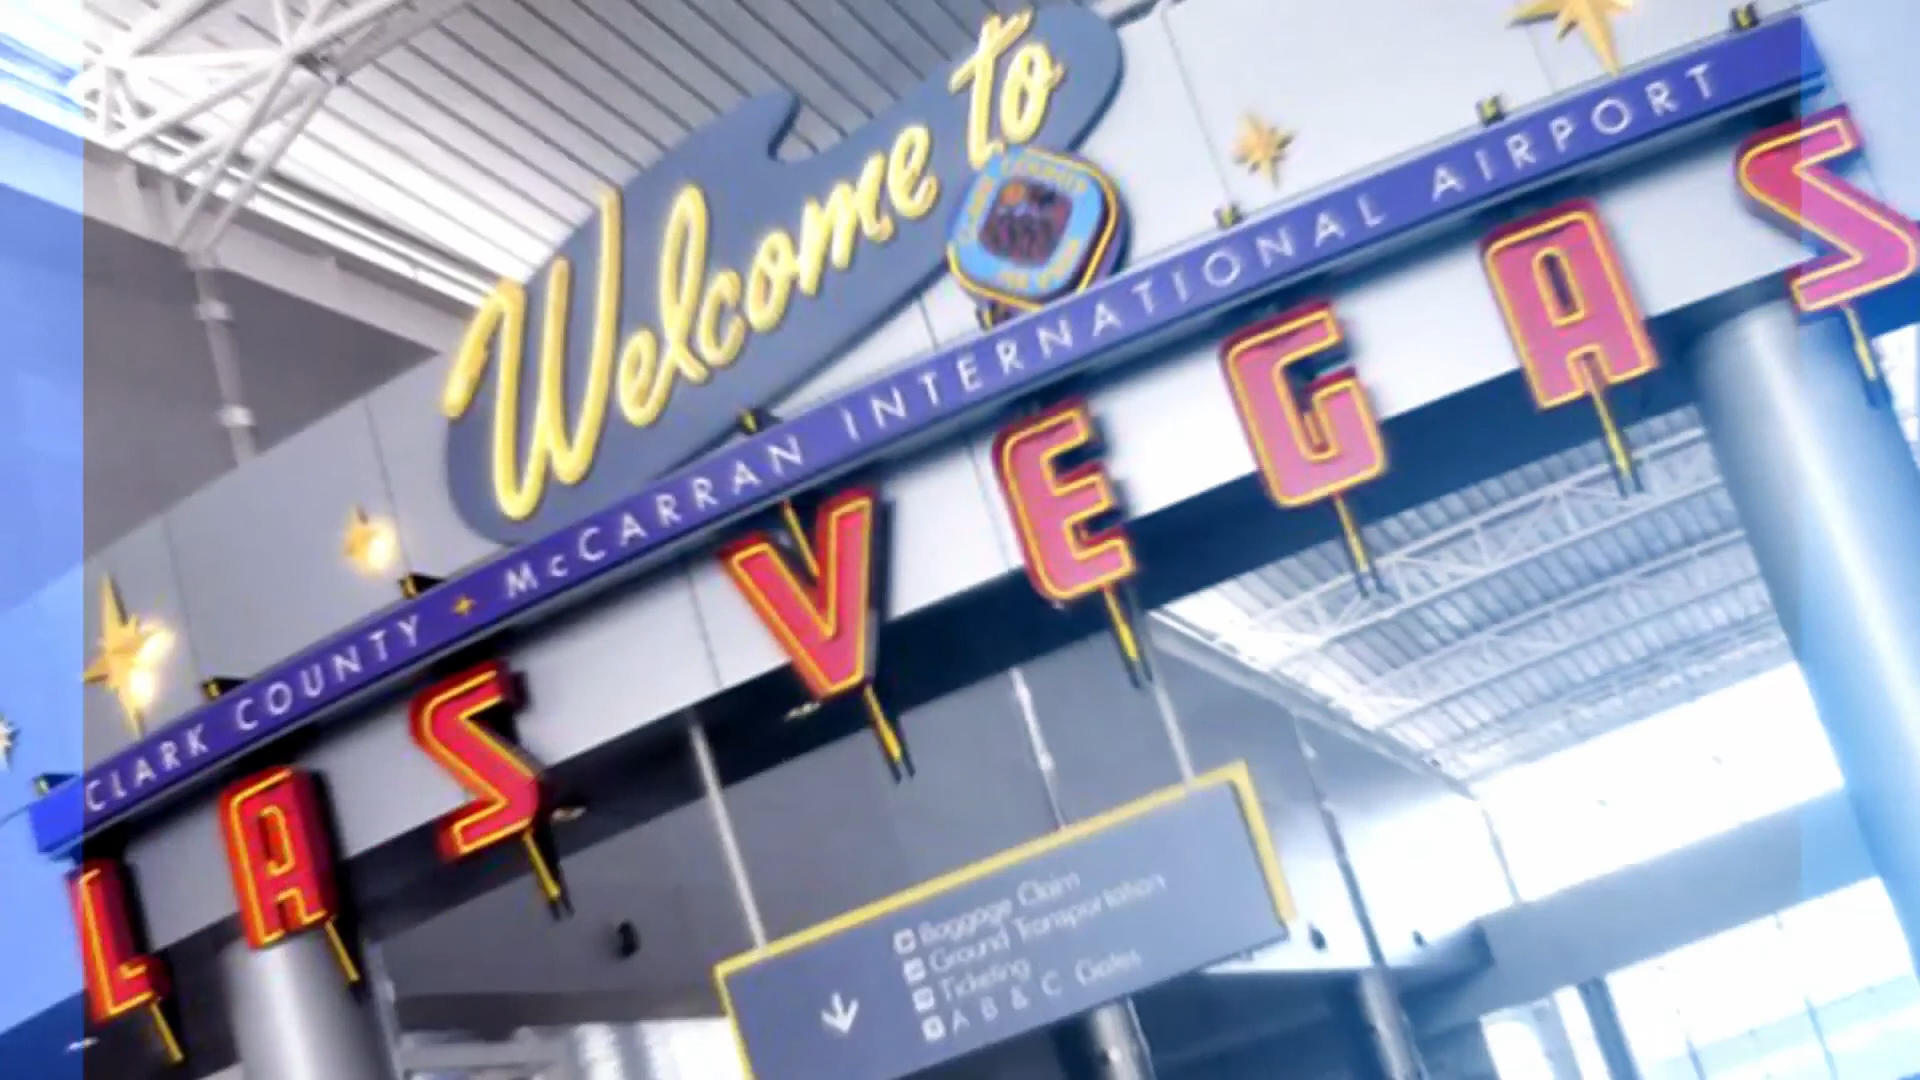 Welcome to
CLARK COUNTY McCARRAN INTERNATIONAL AIRPORT
LAS VEGAS
Baggage Claim
Ground Transportation
Ticketing
A B & C Gates